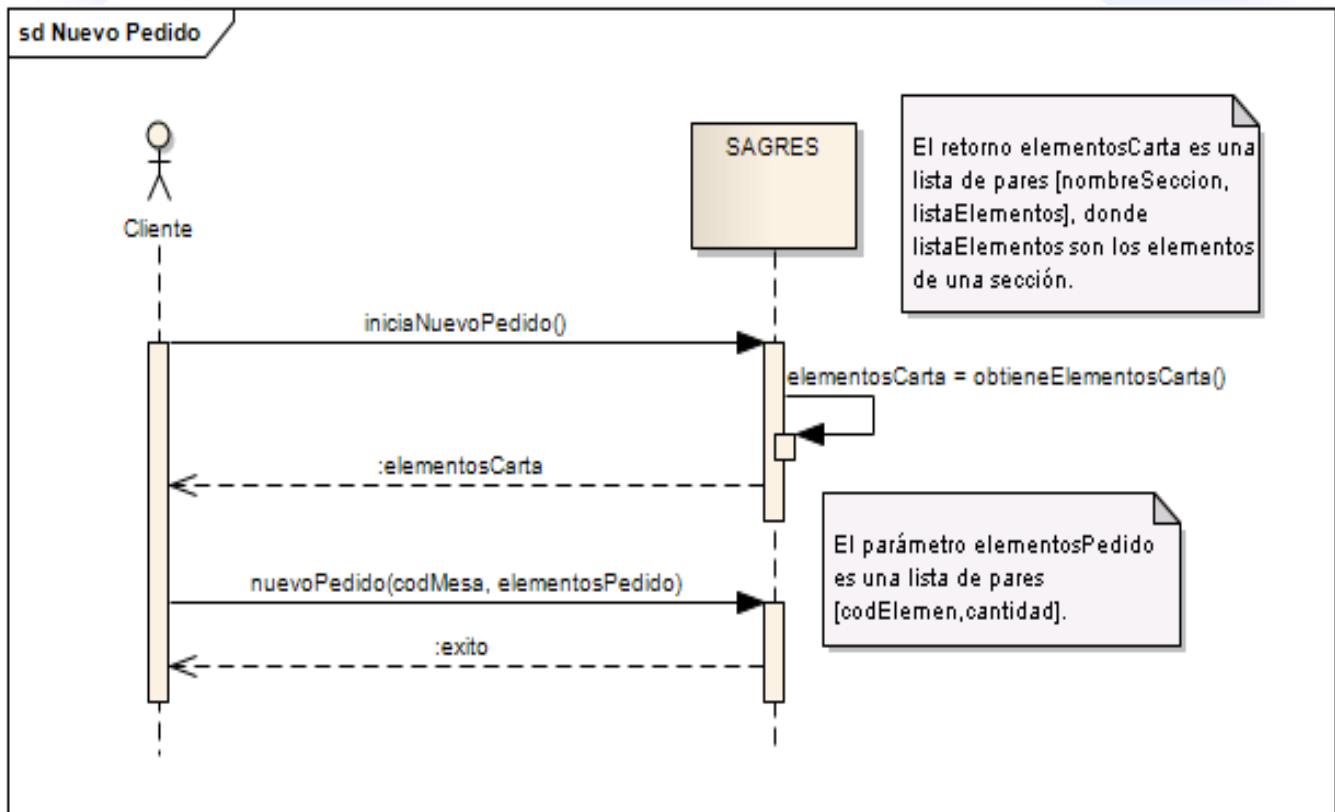 sd Nuevo Pedido
Cliente
SAGRES
El retorno elementosCarta es una
lista de pares [nombreSeccion,
listaElementos], donde
listaElementos son los elementos
de una sección.
iniciaNuevoPedido()
elementosCarta = obtieneElementosCarta()
:elementosCarta
El parámetro elementosPedido
es una lista de pares
[codElemen,cantidad].
nuevoPedido(codMesa, elementosPedido)
:exito